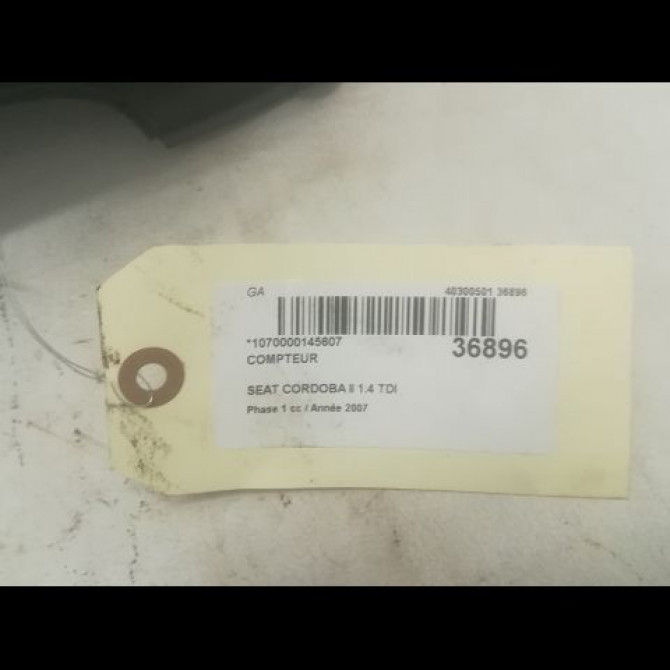 GA 40300501 36896
*1070000145607 36896
COMPTEUR
SEAT CORDOBA II 1.4 TDI
Phase 1 cc / Année 2007